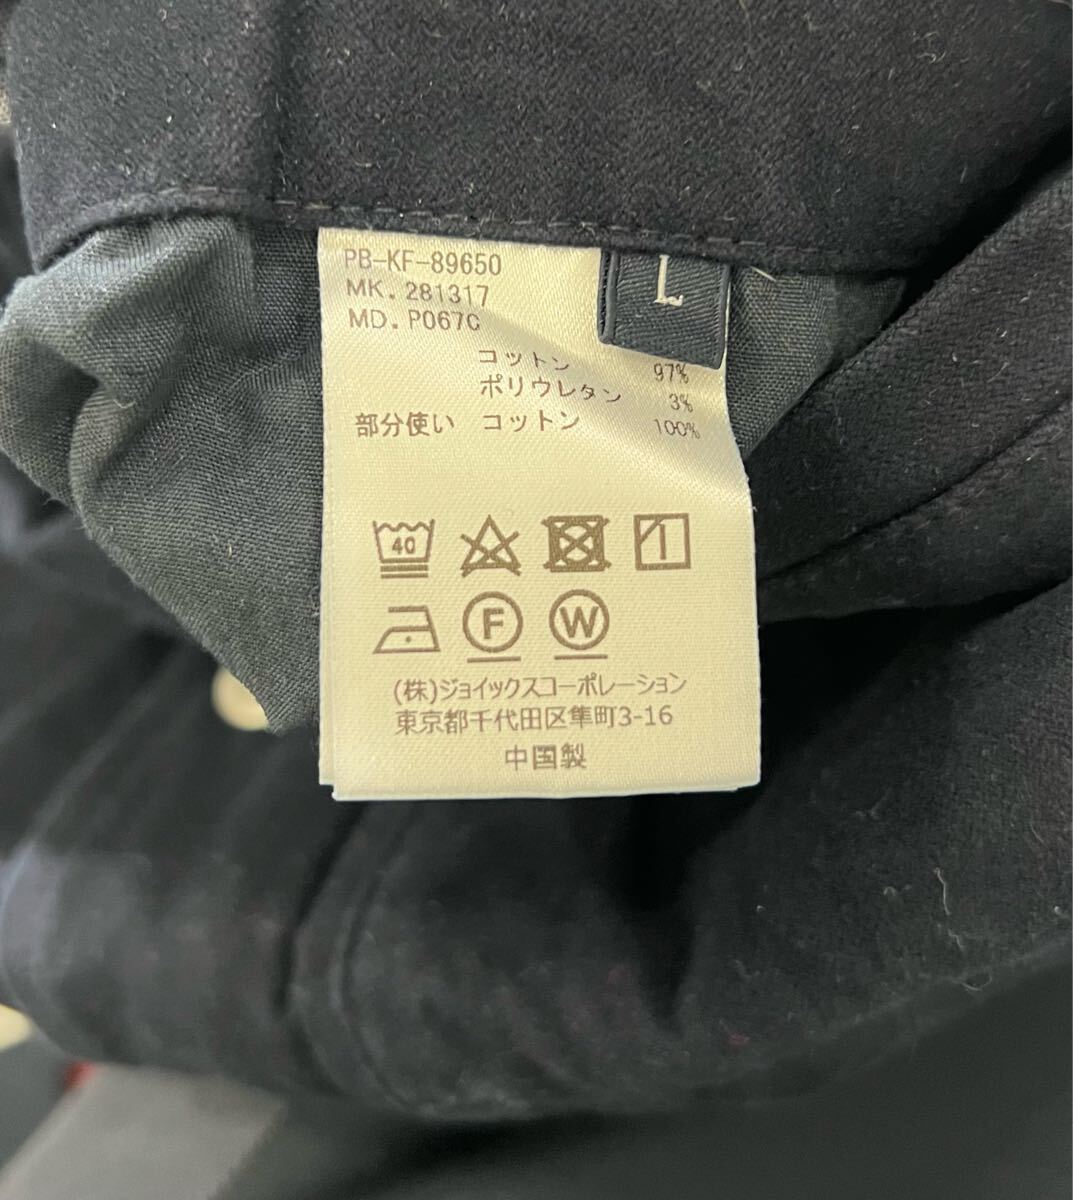 PB-KF-89650
MK. 281317
MD. P067C
L
コットン 97%
ポリウレタン 3%
部分使い コットン 100%
40
F W
(株)ジョイックスコーポレーション
東京都千代田区隼町3-16
中国製